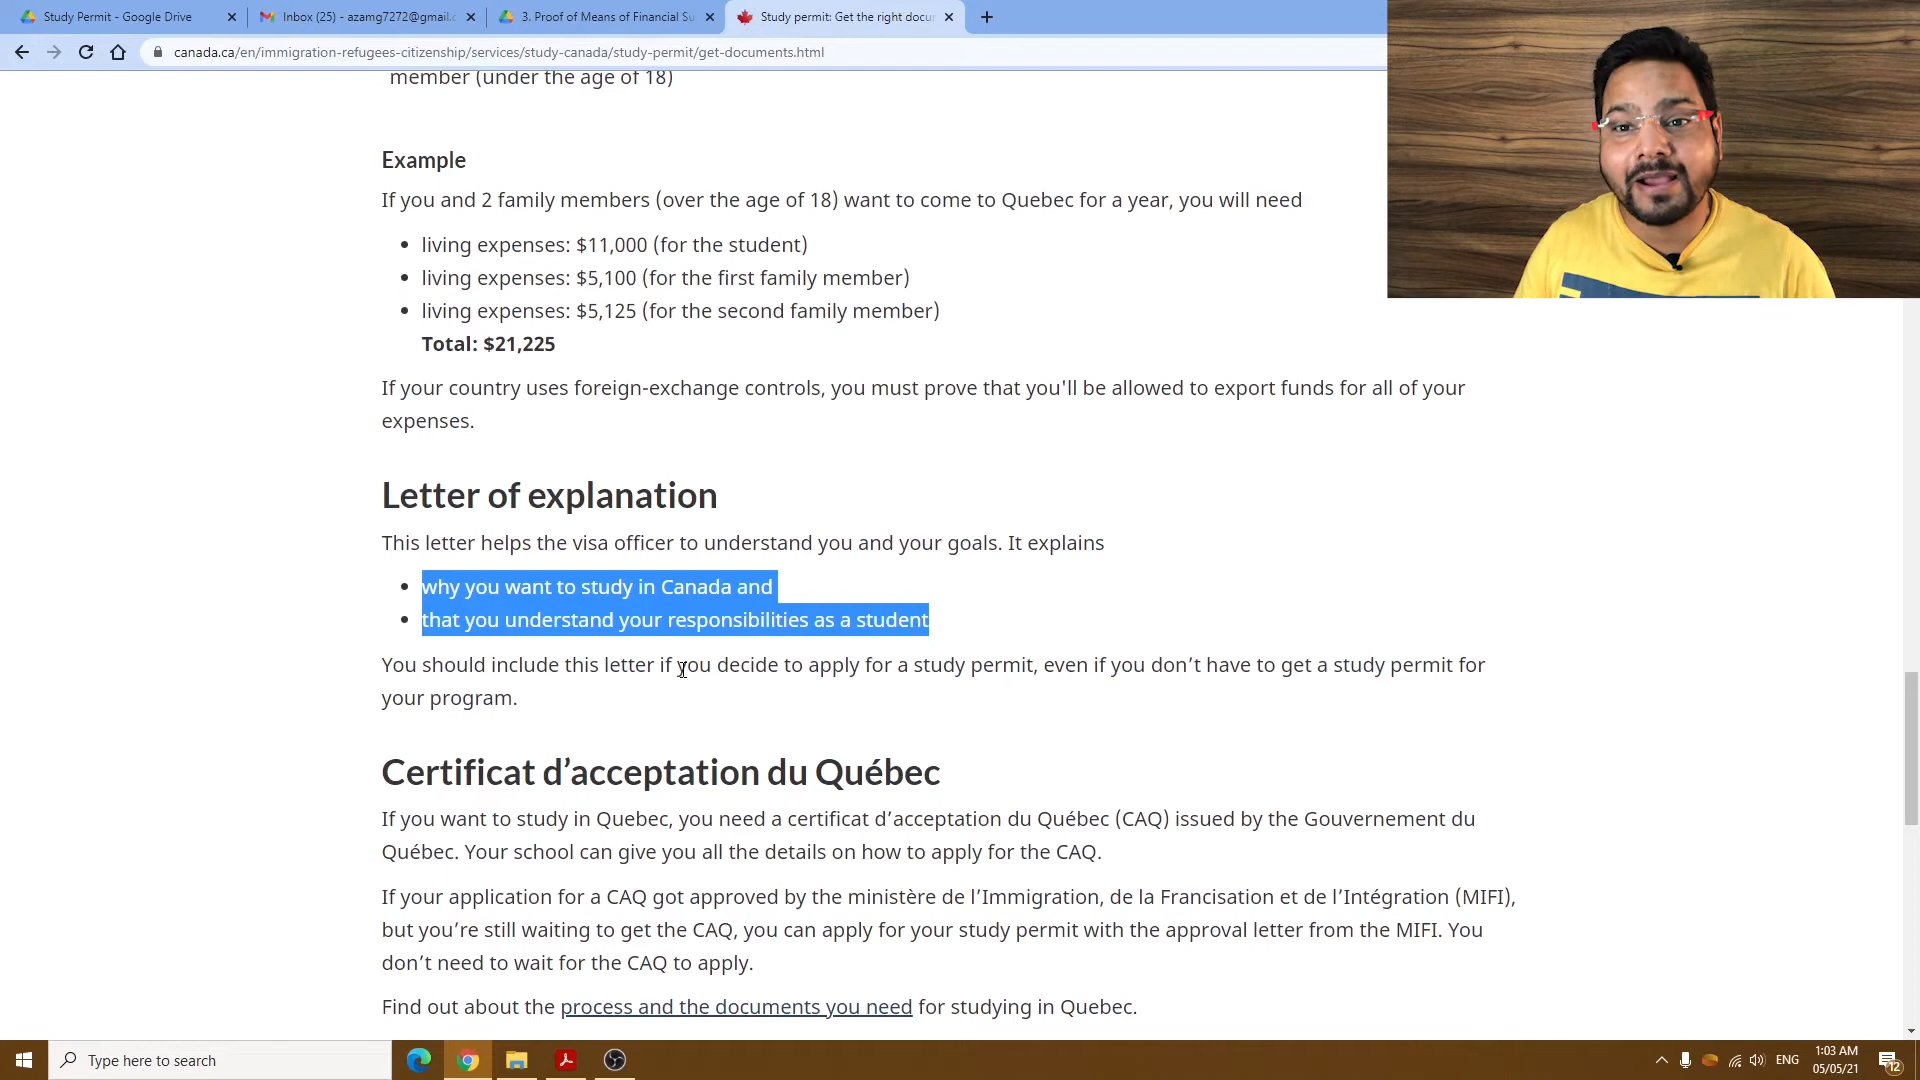 Study Permit - Google Drive
Inbox (25) - azamg7272@gmail.c
3. Proof of Means of Financial Su
Study permit: Get the right docu
canada.ca/en/immigration-refugees-citizenship/services/study-canada/study-permit/get-documents.html
member (under the age of 18)
Example
If you and 2 family members (over the age of 18) want to come to Quebec for a year, you will need
• living expenses: $11,000 (for the student)
• living expenses: $5,100 (for the first family member)
• living expenses: $5,125 (for the second family member)
Total: $21,225
If your country uses foreign-exchange controls, you must prove that you'll be allowed to export funds for all of your
expenses.
Letter of explanation
This letter helps the visa officer to understand you and your goals. It explains
• why you want to study in Canada and
• that you understand your responsibilities as a student
You should include this letter if you decide to apply for a study permit, even if you don’t have to get a study permit for
your program.
Certificat d’acceptation du Québec
If you want to study in Quebec, you need a certificat d’acceptation du Québec (CAQ) issued by the Gouvernement du
Québec. Your school can give you all the details on how to apply for the CAQ.
If your application for a CAQ got approved by the ministère de l’Immigration, de la Francisation et de l’Intégration (MIFI),
but you’re still waiting to get the CAQ, you can apply for your study permit with the approval letter from the MIFI. You
don’t need to wait for the CAQ to apply.
Find out about the process and the documents you need for studying in Quebec.
Type here to search
ENG
1:03 AM
05/05/21
12